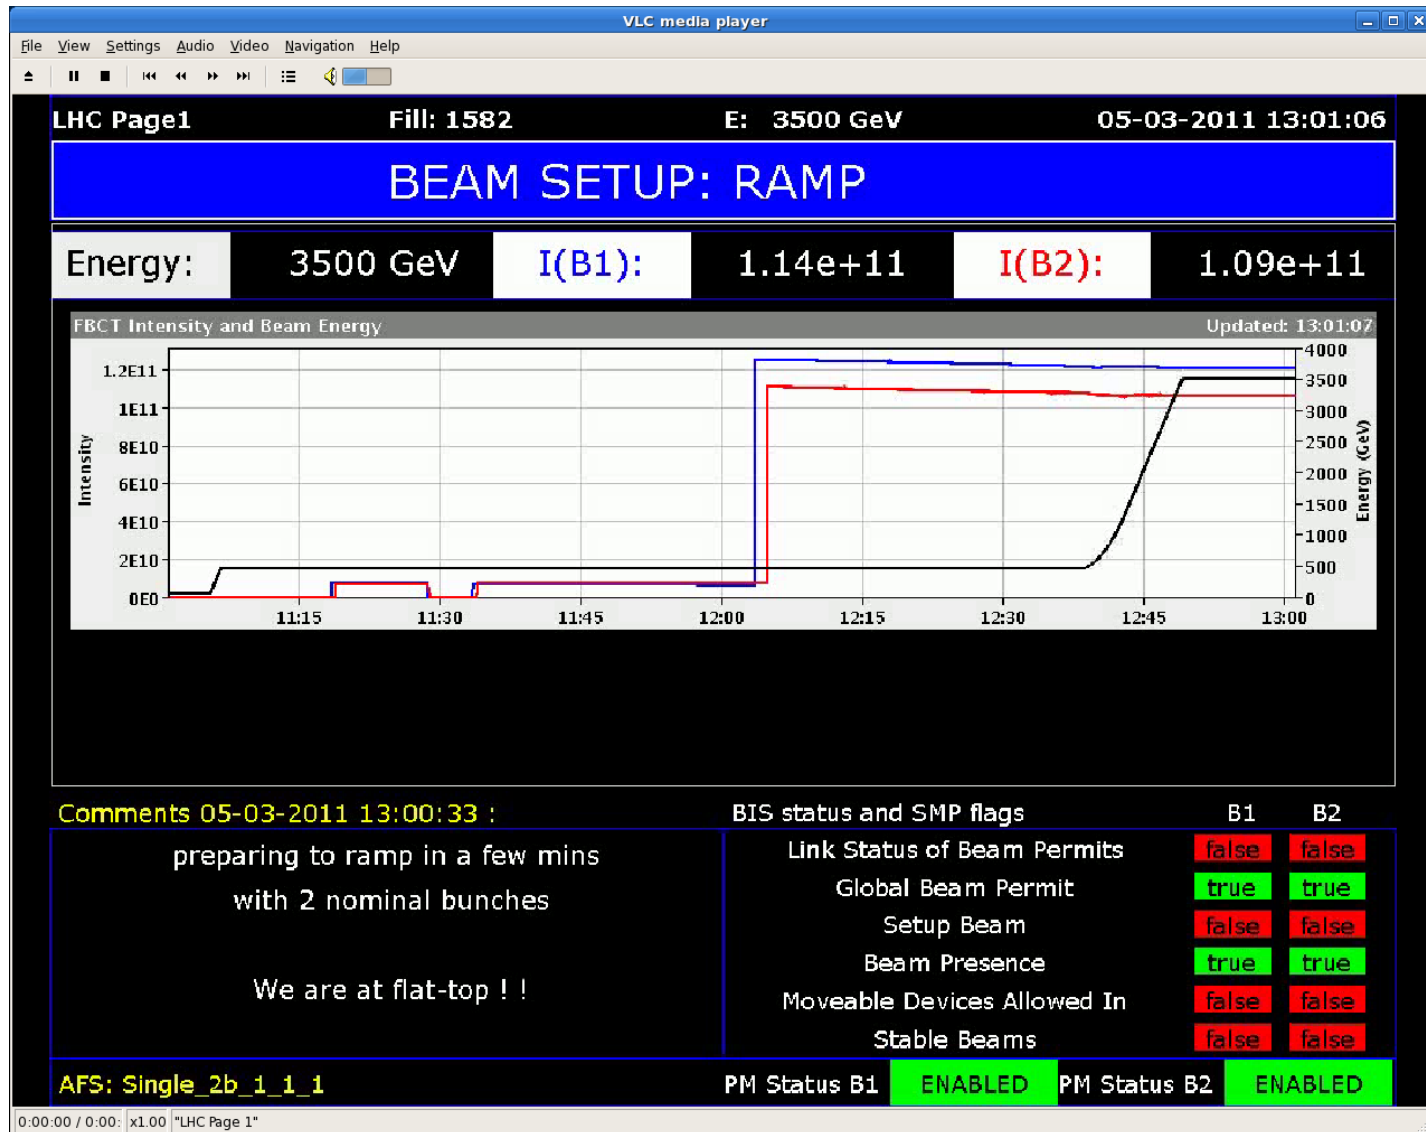 VLC media player
File View Settings Audio Video Navigation Help
LHC Page1 Fill: 1582 E: 3500 GeV 05-03-2011 13:01:06
BEAM SETUP: RAMP
Energy: 3500 GeV I(B1): 1.14e+11 I(B2): 1.09e+11
FBCT Intensity and Beam Energy Updated: 13:01:07
Intensity
1.2E11
1E11
8E10
6E10
4E10
2E10
0E0
4000
3500
3000
2500
2000
1500
1000
500
0
Energy (GeV)
11:15 11:30 11:45 12:00 12:15 12:30 12:45 13:00
Comments 05-03-2011 13:00:33 :
preparing to ramp in a few mins
with 2 nominal bunches
We are at flat-top ! !
BIS status and SMP flags B1 B2
Link Status of Beam Permits false false
Global Beam Permit true true
Setup Beam false false
Beam Presence true true
Moveable Devices Allowed In false false
Stable Beams false false
AFS: Single_2b_1_1_1 PM Status B1 ENABLED PM Status B2 ENABLED
0:00:00 / 0:00: x1.00 "LHC Page 1"